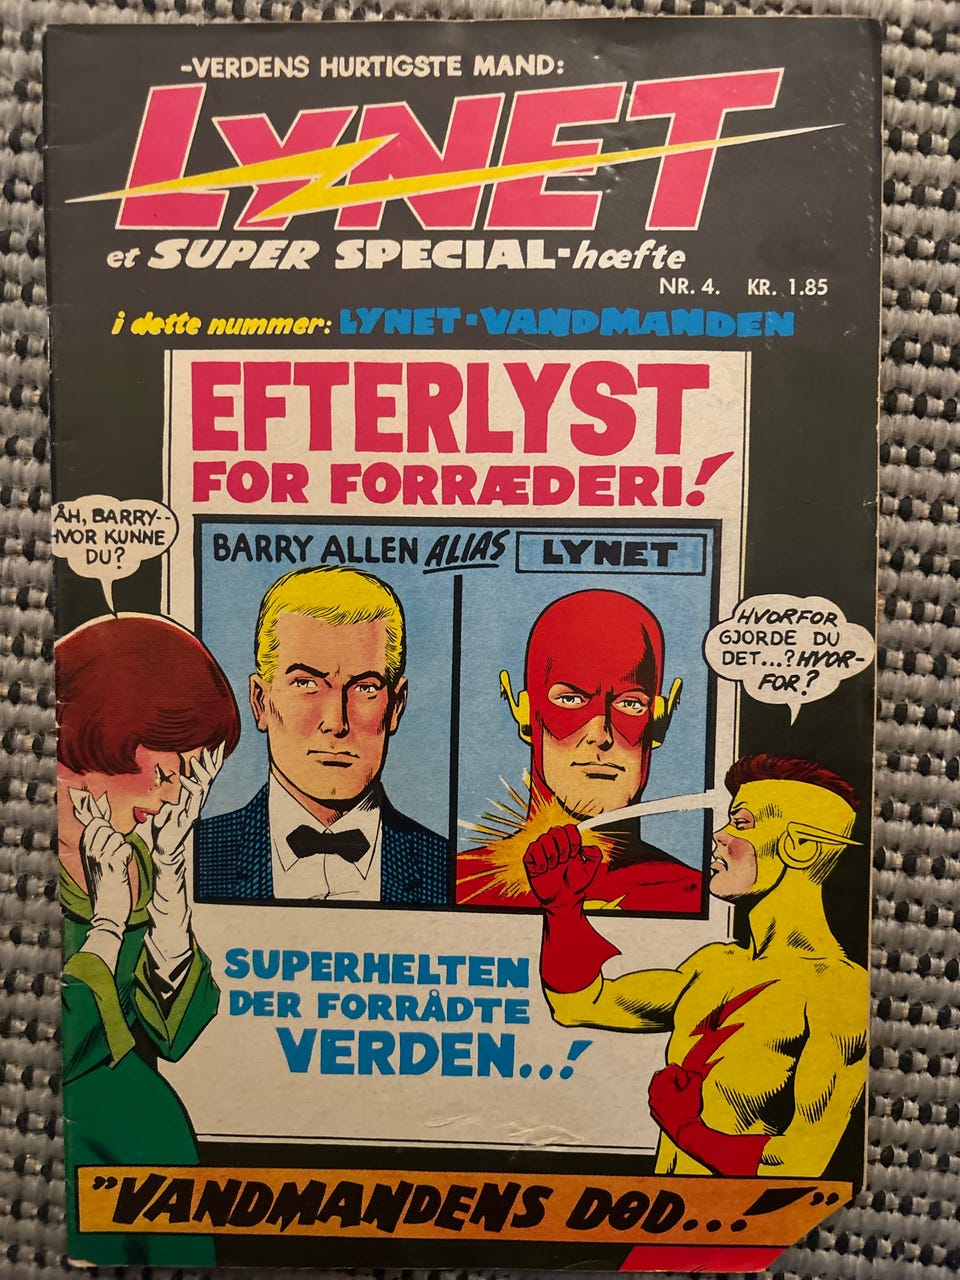 -VERDENS HURTIGSTE MAND:
LYNET
et SUPER SPECIAL-hæfte
NR. 4. KR. 1.85
i dette nummer: LYNET-VANDMANDEN
EFTERLYST
FOR FORRÆDERI!
BARRY ALLEN ALIAS LYNET
ÅH, BARRY--
HVOR KUNNE
DU?
HVORFOR
GJORDE DU
DET...? HVOR-
FOR?
SUPERHELTEN
DER FORRÅDTE
VERDEN...!
"VANDMANDENS DØD...!"